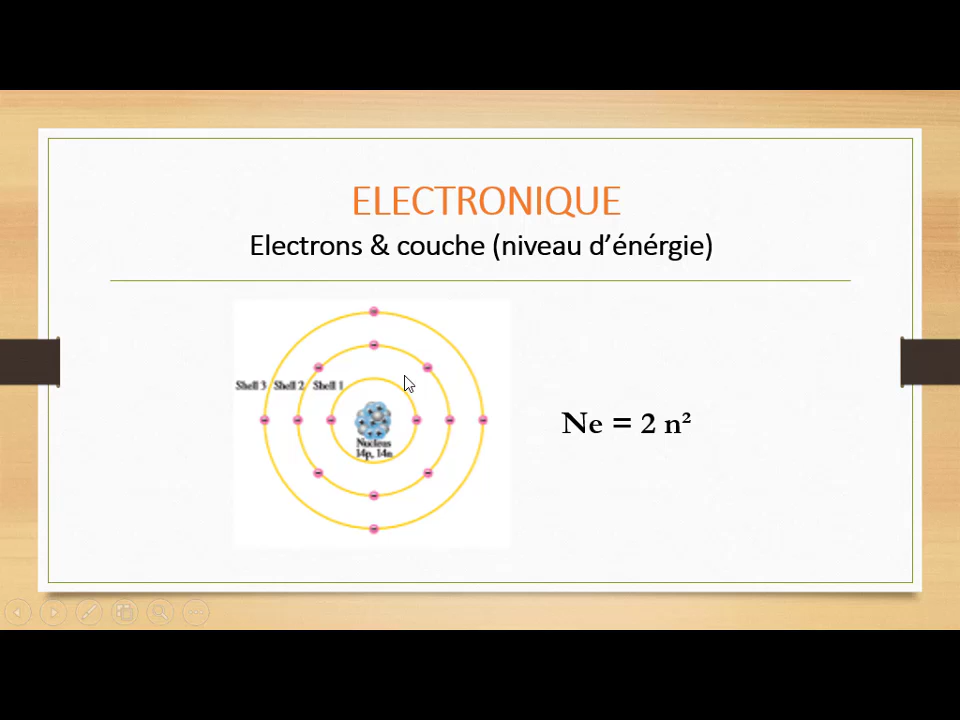 ELECTRONIQUE
Electrons & couche (niveau d’énérgie)
Shell 3 Shell 2 Shell 1
Nucleus
14p, 14n
Ne = 2 n²